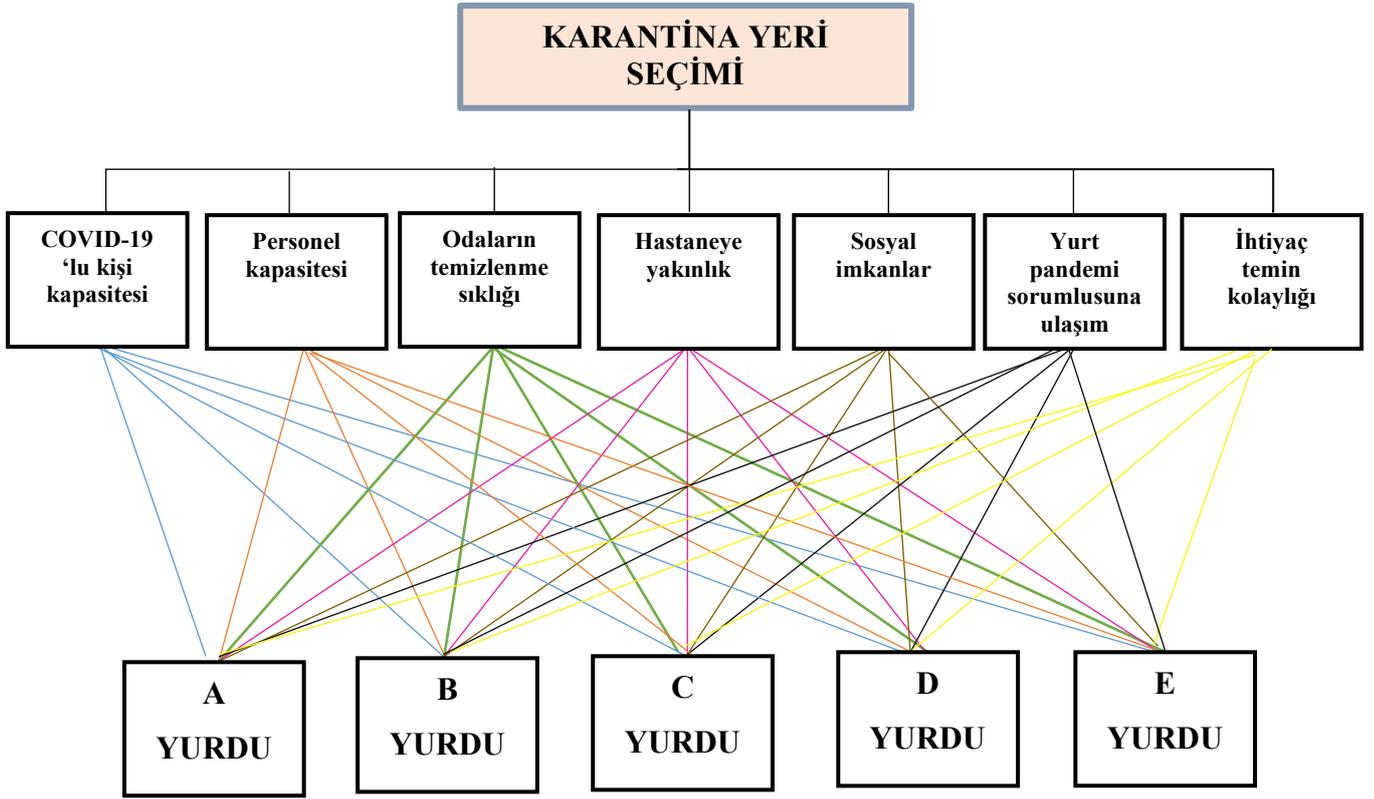 KARANTİNA YERİ
SEÇİMİ
COVID-19
‘lu kişi
kapasitesi
Personel
kapasitesi
Odaların
temizlenme
sıklığı
Hastaneye
yakınlık
Sosyal
imkanlar
Yurt
pandemi
sorumlusuna
ulaşım
İhtiyaç
temin
kolaylığı
A
YURDU
B
YURDU
C
YURDU
D
YURDU
E
YURDU